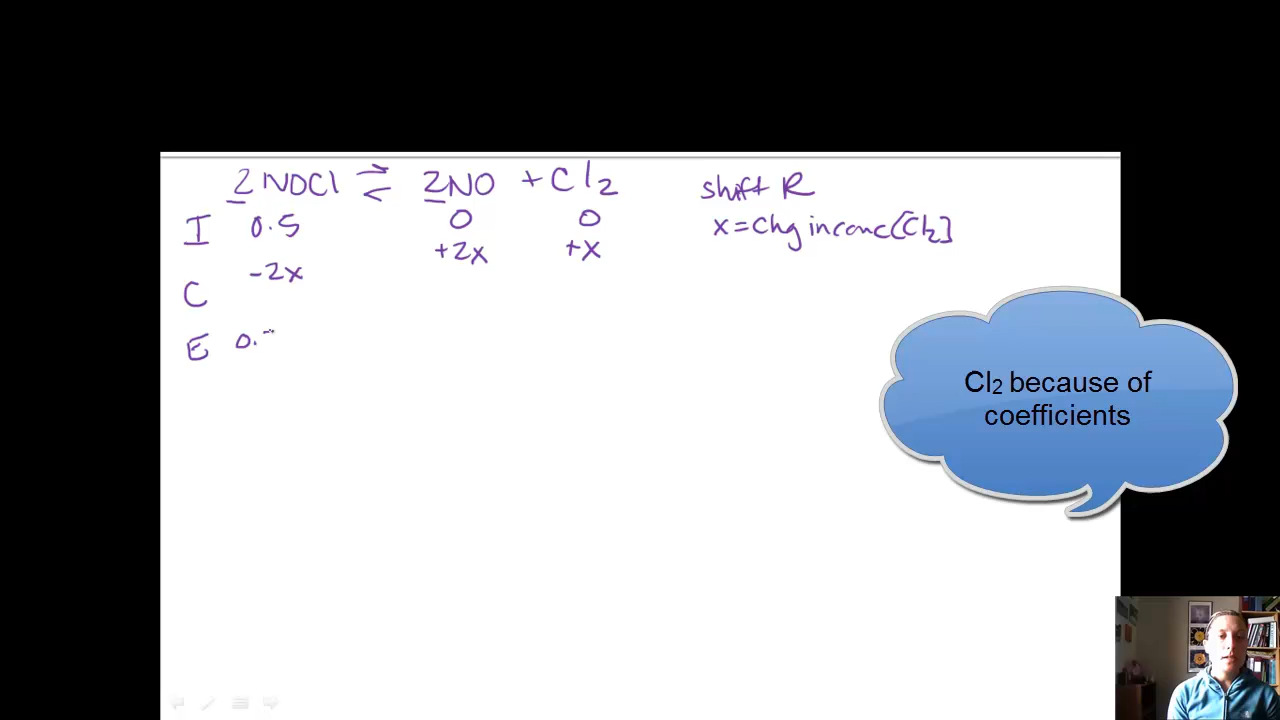 2NOCl ⇌ 2NO + Cl2 shift R
I 0.5 0 0 x = Chg in conc [Cl2]
-2x +2x +x
C
E 0.
Cl2 because of
coefficients